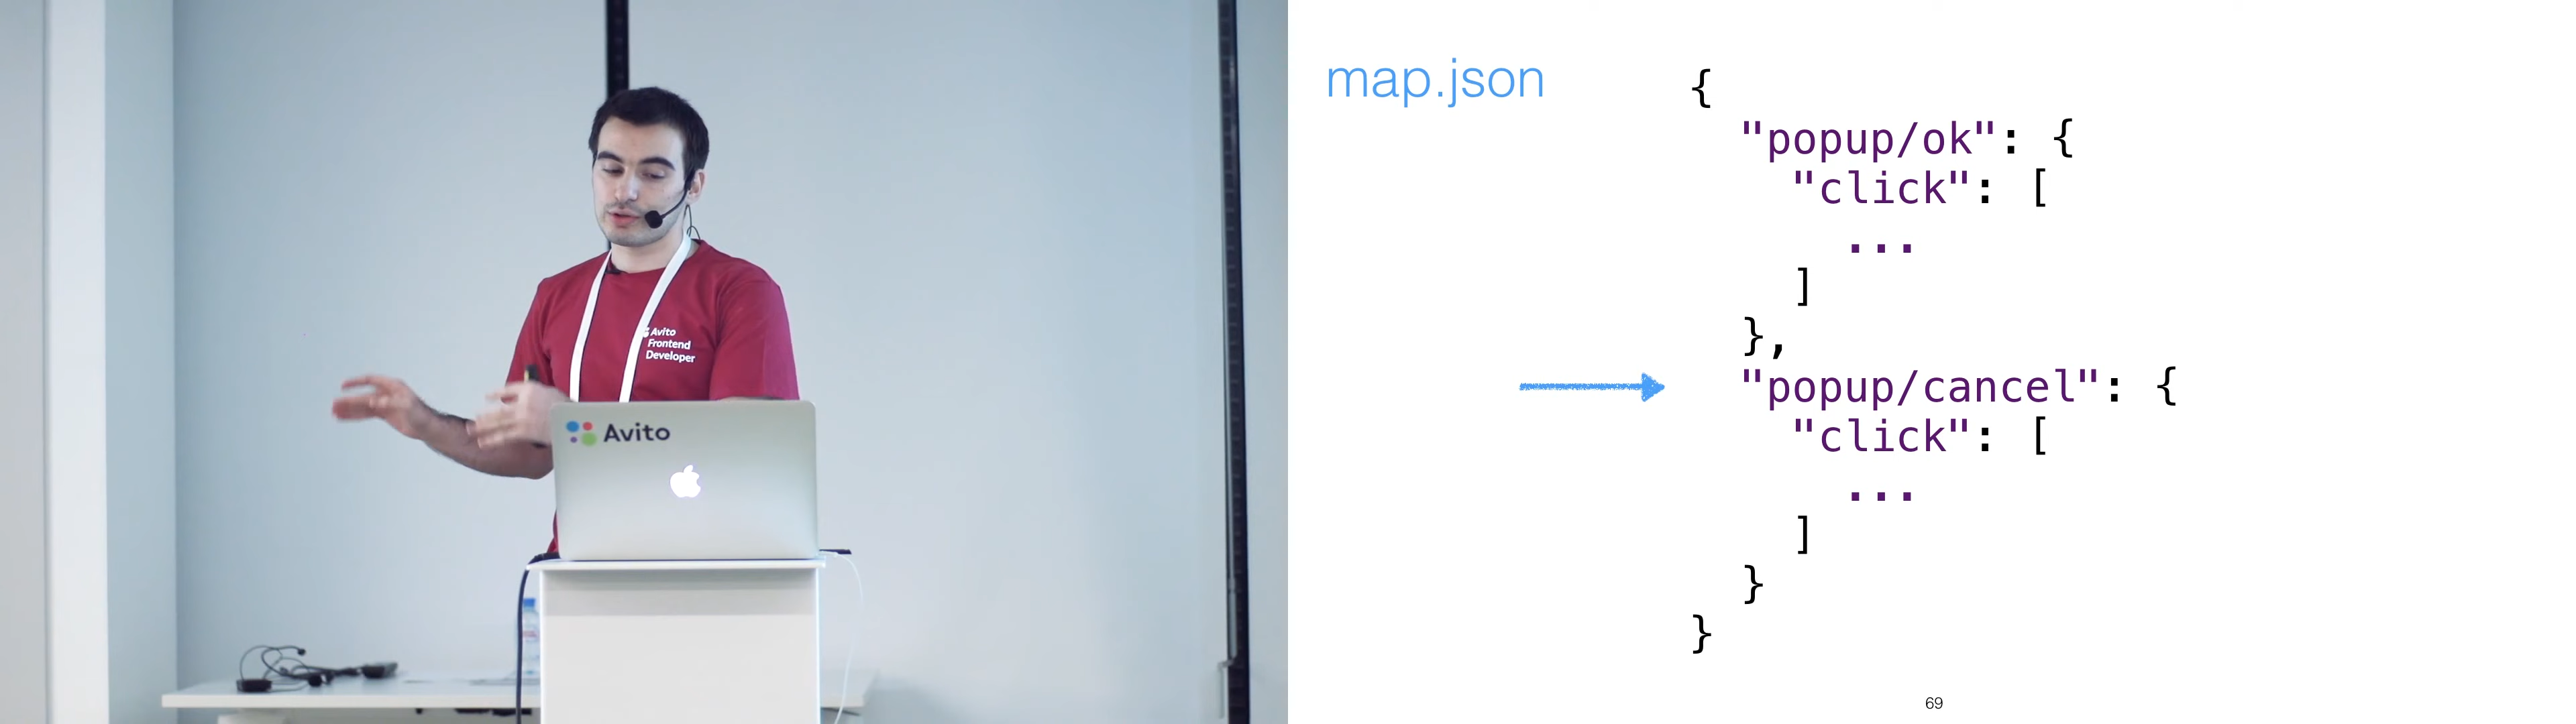 Avito
Frontend
Developer
Avito
map.json
{
"popup/ok": {
"click": [
...
]
},
"popup/cancel": {
"click": [
...
]
}
}
69